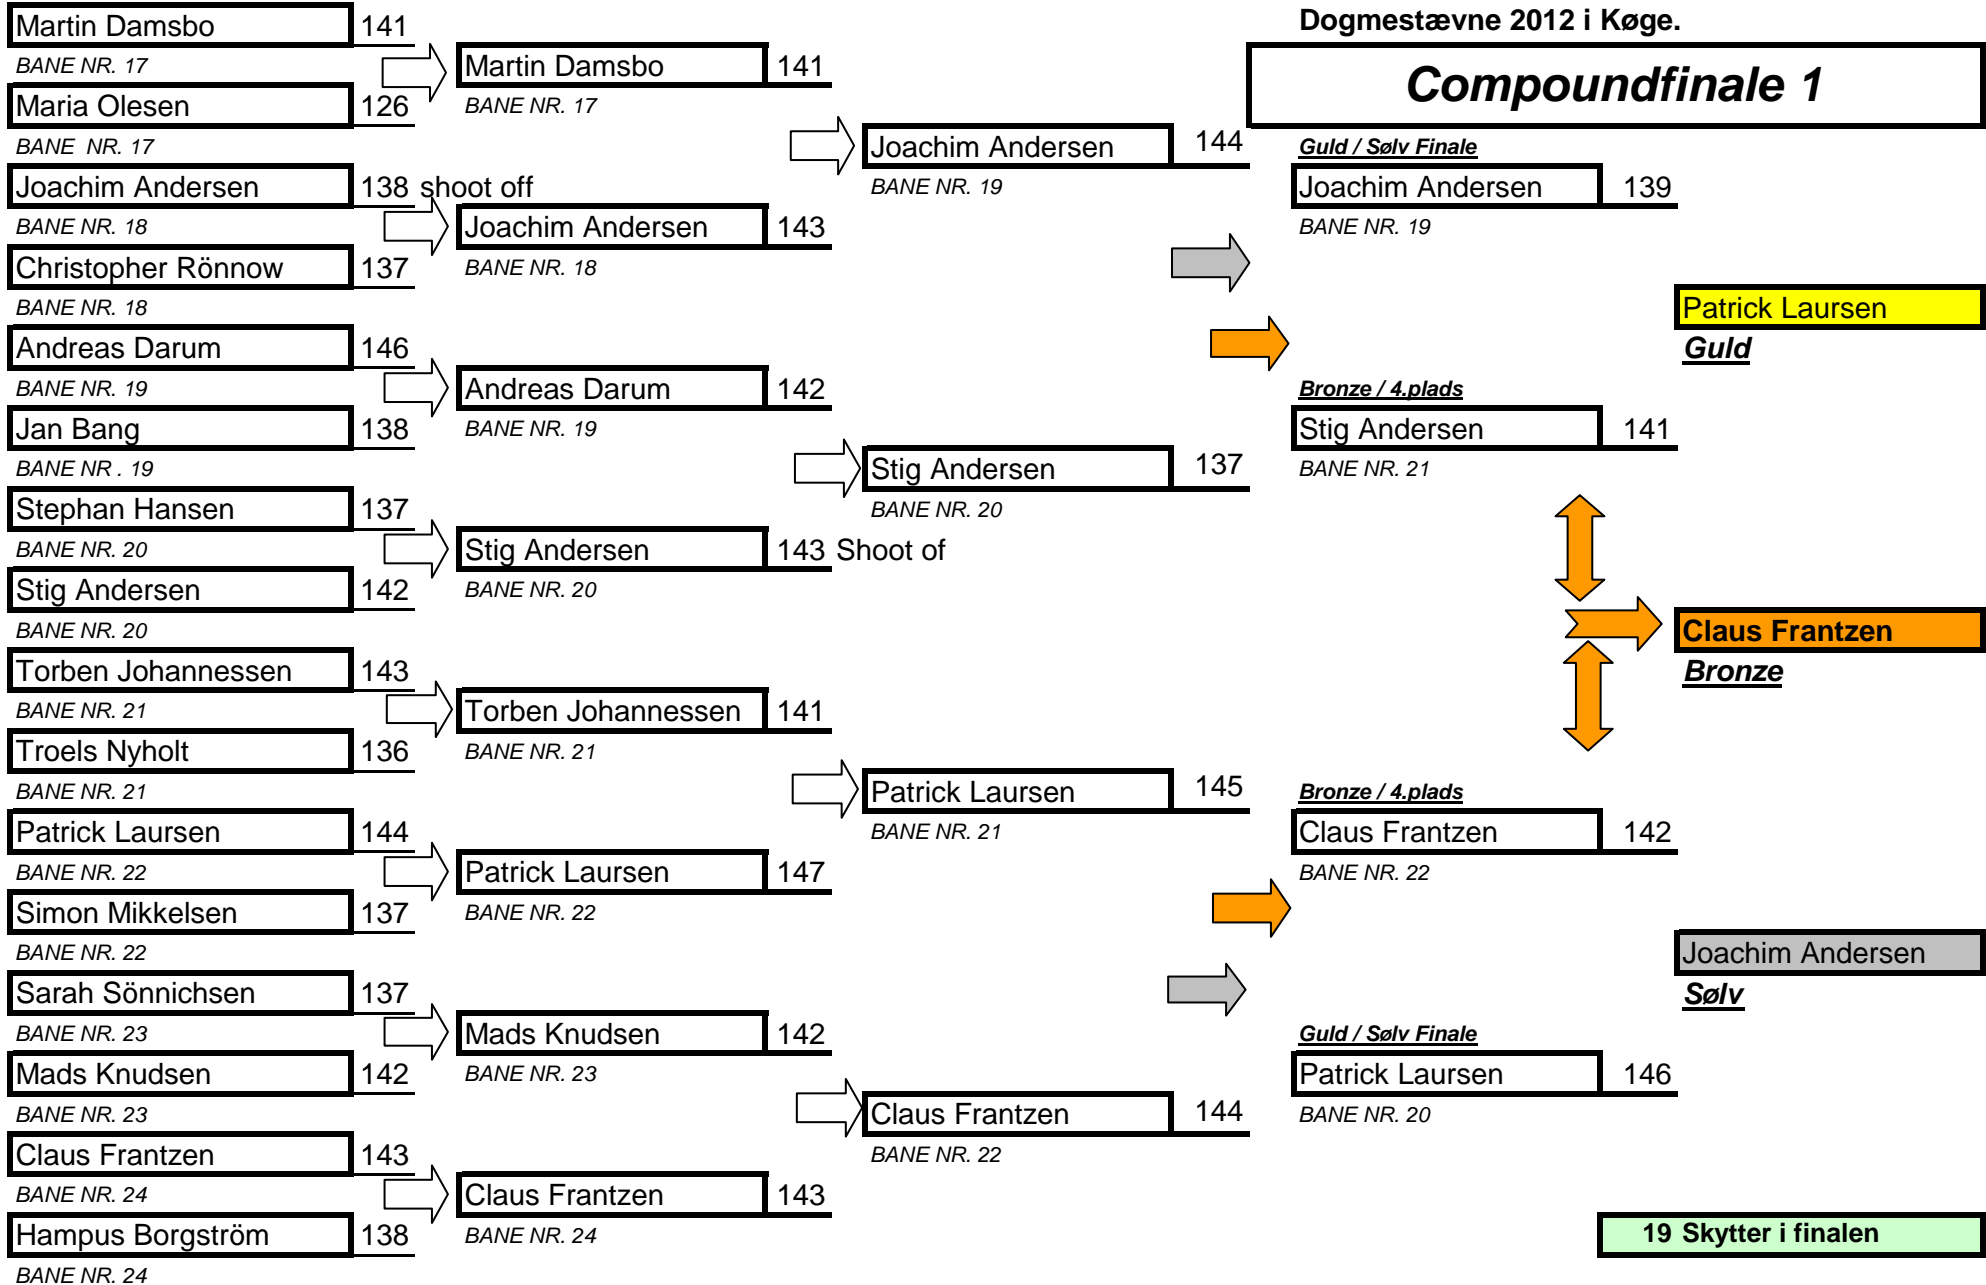 Dogmestævne 2012 i Køge.
Compoundfinale 1
Martin Damsbo 141
BANE NR. 17
Maria Olesen 126
BANE  NR. 17
Joachim Andersen 138 shoot off
BANE NR. 18
Christopher Rönnow 137
BANE NR. 18
Andreas Darum 146
BANE NR. 19
Jan Bang 138
BANE NR . 19
Stephan Hansen 137
BANE NR. 20
Stig Andersen 142
BANE NR. 20
Torben Johannessen 143
BANE NR. 21
Troels Nyholt 136
BANE NR. 21
Patrick Laursen 144
BANE NR. 22
Simon Mikkelsen 137
BANE NR. 22
Sarah Sönnichsen 137
BANE NR. 23
Mads Knudsen 142
BANE NR. 23
Claus Frantzen 143
BANE NR. 24
Hampus Borgström 138
BANE NR. 24
Martin Damsbo 141
BANE NR. 17
Joachim Andersen 143
BANE NR. 18
Andreas Darum 142
BANE NR. 19
Stig Andersen 143 Shoot of
BANE NR. 20
Torben Johannessen 141
BANE NR. 21
Patrick Laursen 147
BANE NR. 22
Mads Knudsen 142
BANE NR. 23
Claus Frantzen 143
BANE NR. 24
Joachim Andersen 144
BANE NR. 19
Stig Andersen 137
BANE NR. 20
Patrick Laursen 145
BANE NR. 21
Claus Frantzen 144
BANE NR. 22
Guld / Sølv Finale
Joachim Andersen 139
BANE NR. 19
Bronze / 4.plads
Stig Andersen 141
BANE NR. 21
Bronze / 4.plads
Claus Frantzen 142
BANE NR. 22
Guld / Sølv Finale
Patrick Laursen 146
BANE NR. 20
Patrick Laursen
Guld
Claus Frantzen
Bronze
Joachim Andersen
Sølv
19 Skytter i finalen